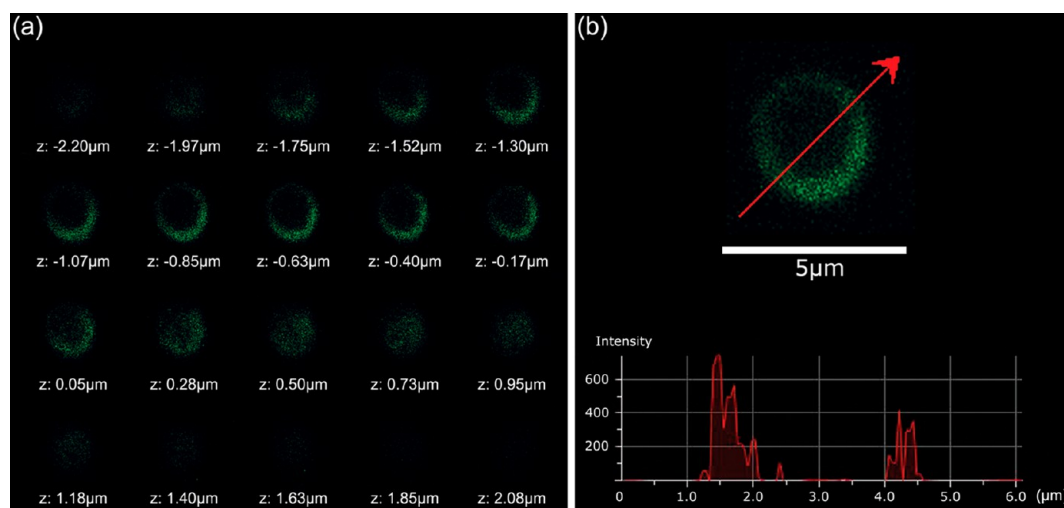 (a)
z: -2.20µm z: -1.97µm z: -1.75µm z: -1.52µm z: -1.30µm
z: -1.07µm z: -0.85µm z: -0.63µm z: -0.40µm z: -0.17µm
z: 0.05µm z: 0.28µm z: 0.50µm z: 0.73µm z: 0.95µm
z: 1.18µm z: 1.40µm z: 1.63µm z: 1.85µm z: 2.08µm
(b)
5µm
Intensity
600
400
200
0 1.0 2.0 3.0 4.0 5.0 6.0 (µm)